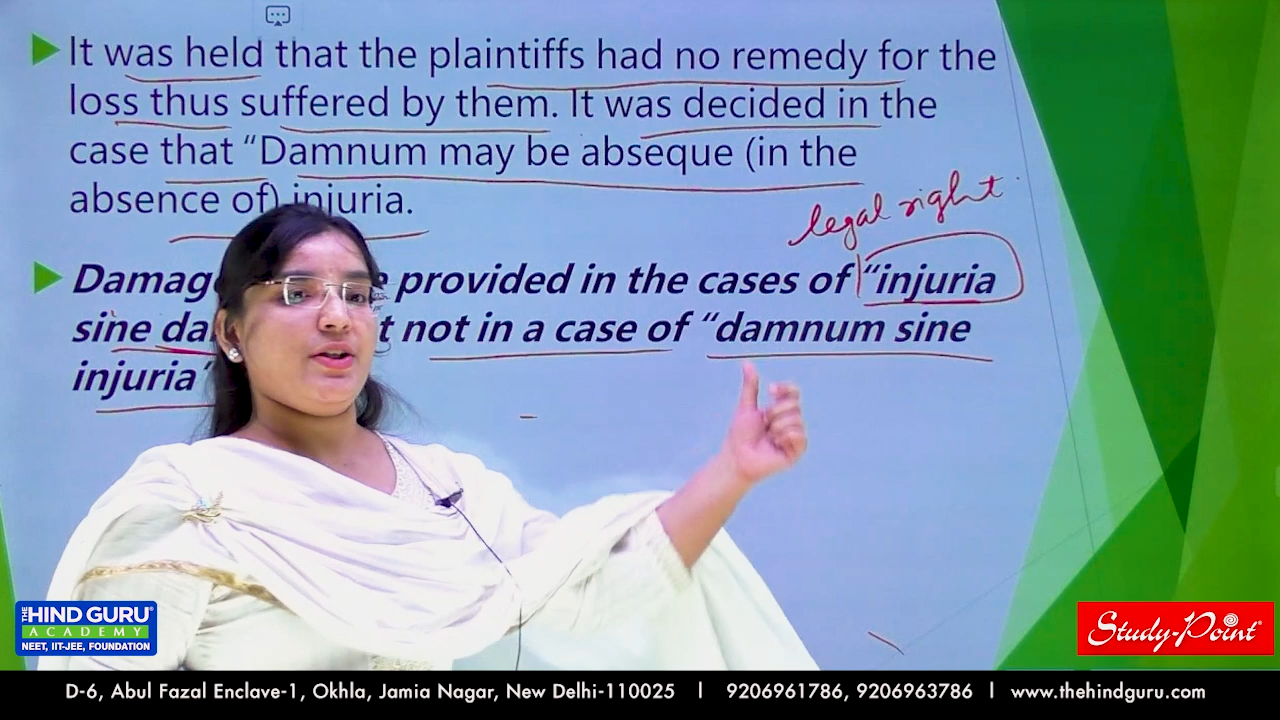 It was held that the plaintiffs had no remedy for the
loss thus suffered by them. It was decided in the
case that “Damnum may be abseque (in the
absence of) injuria.
legal right
provided in the cases of “injuria
sine not in a case of “damnum sine
injuria”
THE HIND GURU®
ACADEMY
NEET, IIT-JEE, FOUNDATION
Study-Point®
D-6, Abul Fazal Enclave-1, Okhla, Jamia Nagar, New Delhi-110025 | 9206961786, 9206963786 | www.thehindguru.com